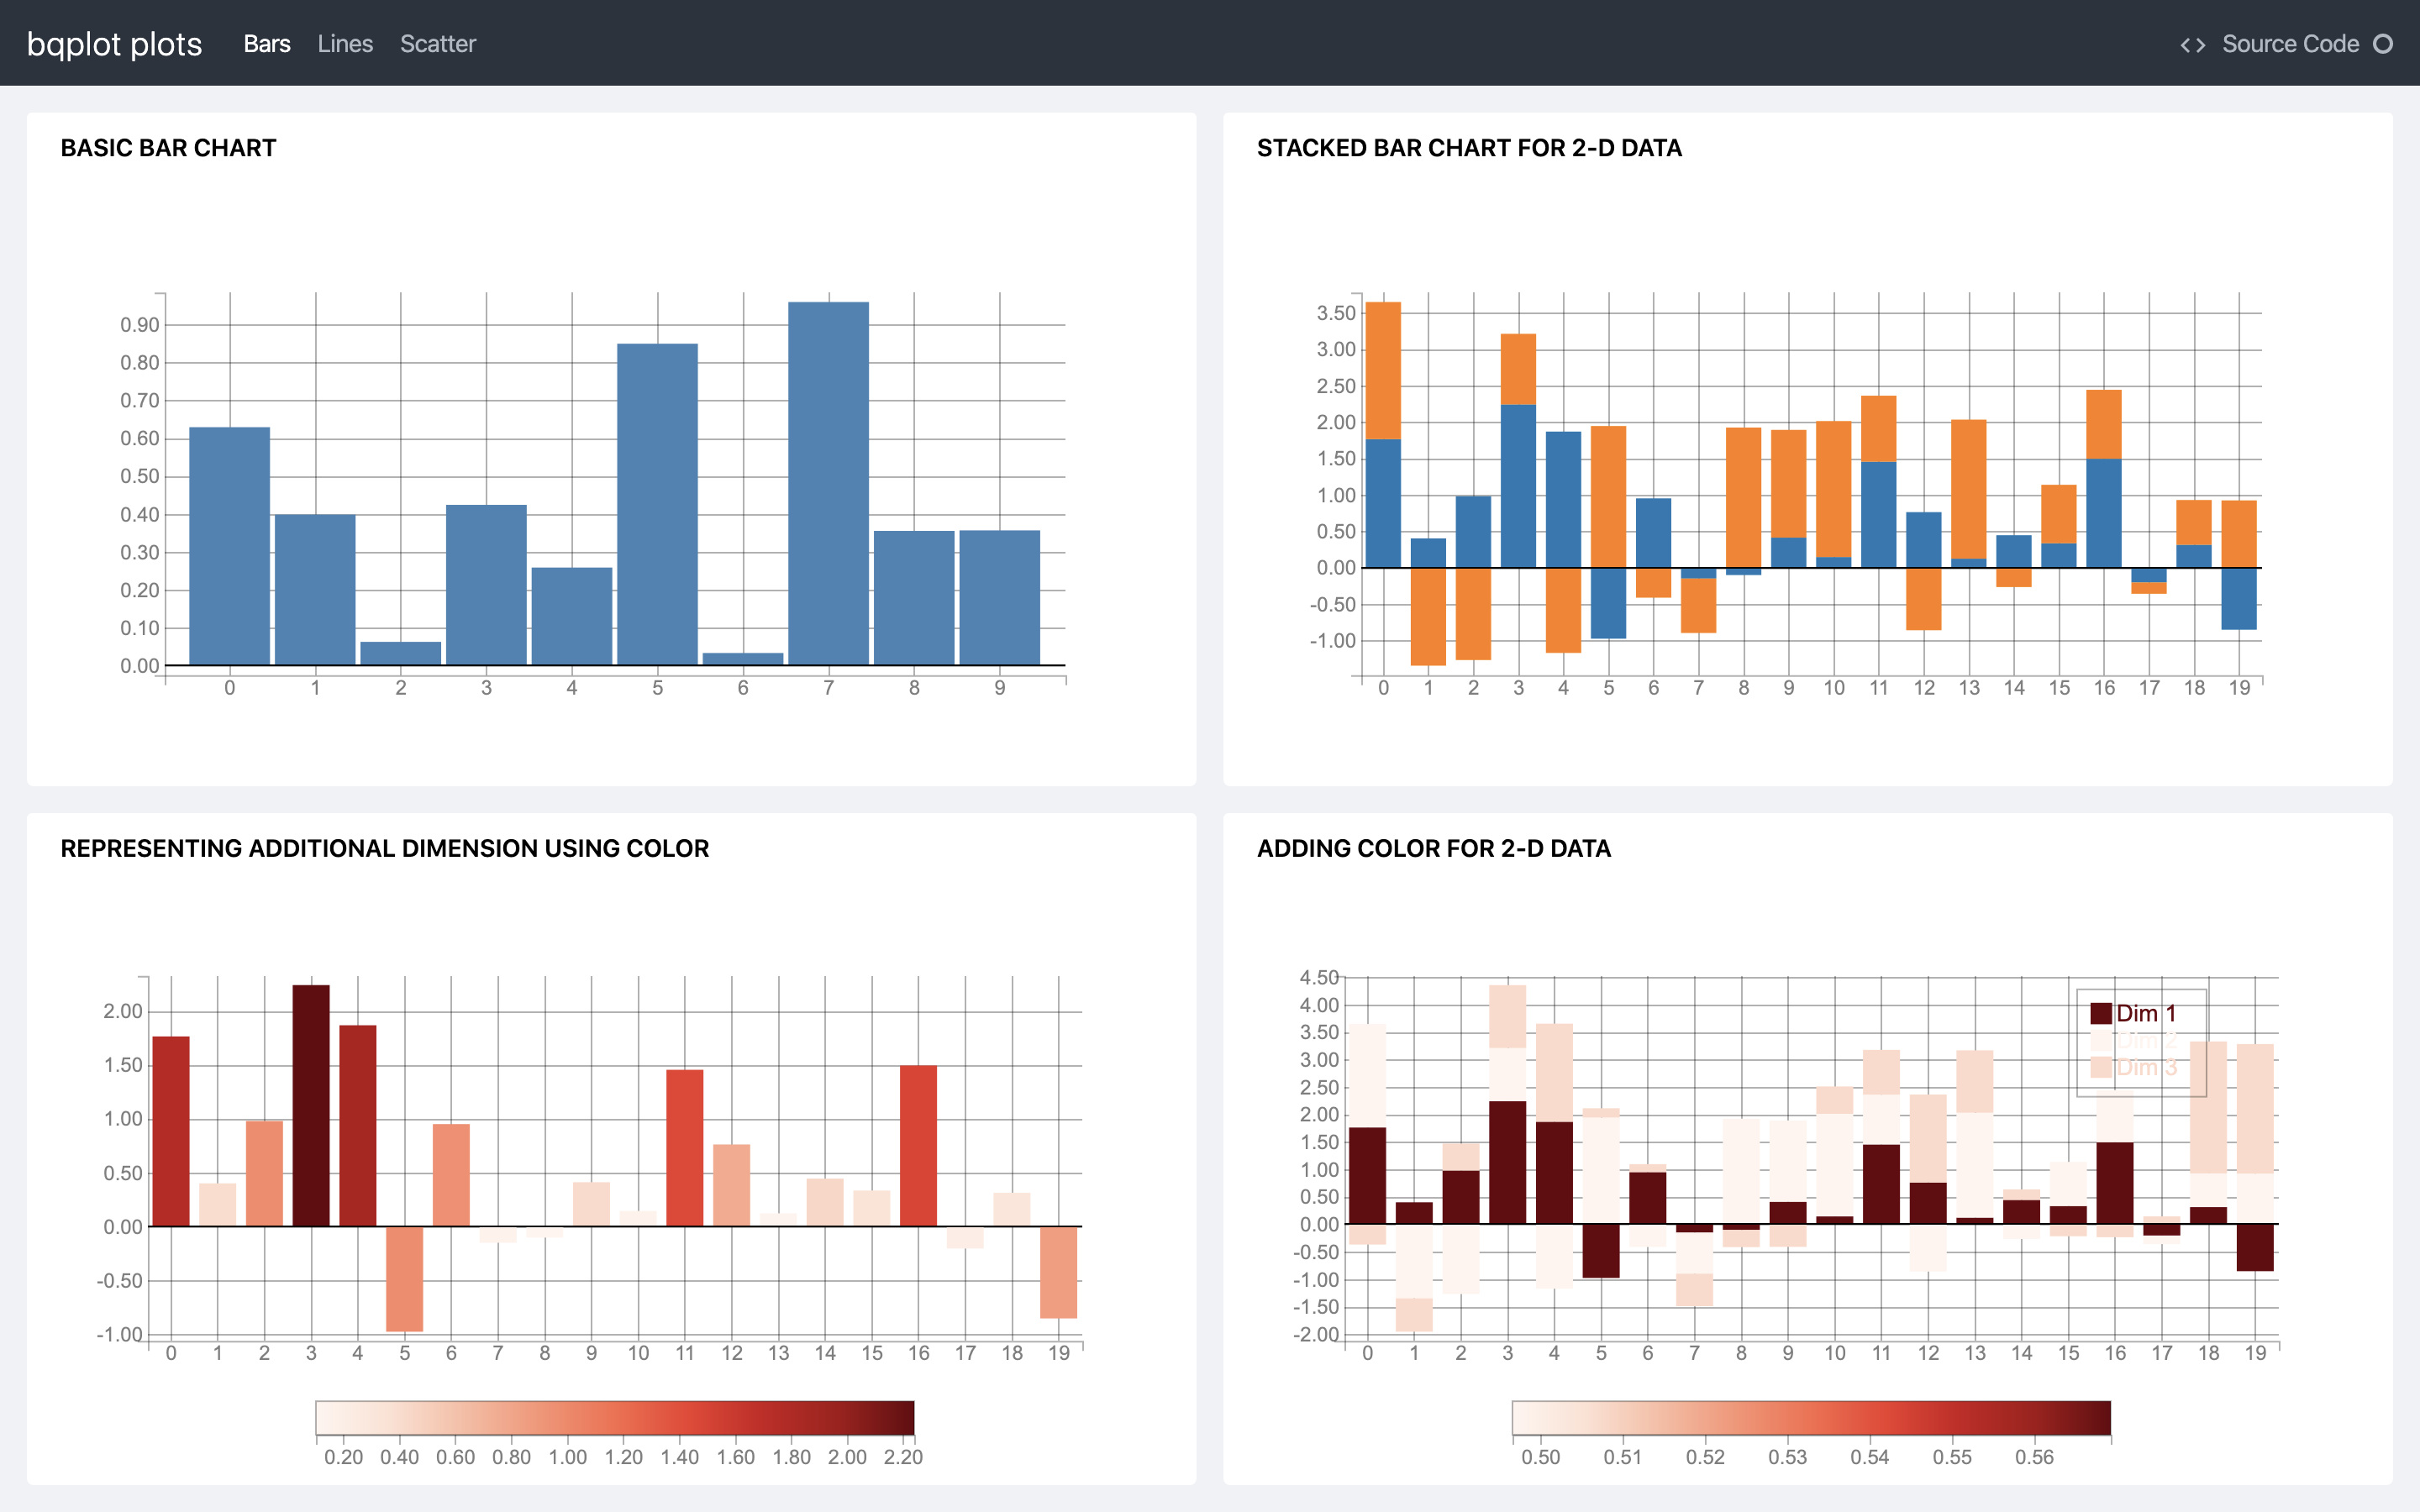 bqplot plots Bars Lines Scatter Source Code
BASIC BAR CHART
0.90
0.80
0.70
0.60
0.50
0.40
0.30
0.20
0.10
0.00
0 1 2 3 4 5 6 7 8 9
STACKED BAR CHART FOR 2-D DATA
3.50
3.00
2.50
2.00
1.50
1.00
0.50
0.00
-0.50
-1.00
0 1 2 3 4 5 6 7 8 9 10 11 12 13 14 15 16 17 18 19
REPRESENTING ADDITIONAL DIMENSION USING COLOR
2.00
1.50
1.00
0.50
0.00
-0.50
-1.00
0 1 2 3 4 5 6 7 8 9 10 11 12 13 14 15 16 17 18 19
0.20 0.40 0.60 0.80 1.00 1.20 1.40 1.60 1.80 2.00 2.20
ADDING COLOR FOR 2-D DATA
4.50
4.00
3.50
3.00
2.50
2.00
1.50
1.00
0.50
0.00
-0.50
-1.00
-1.50
-2.00
Dim 1
Dim 2
Dim 3
0 1 2 3 4 5 6 7 8 9 10 11 12 13 14 15 16 17 18 19
0.50 0.51 0.52 0.53 0.54 0.55 0.56